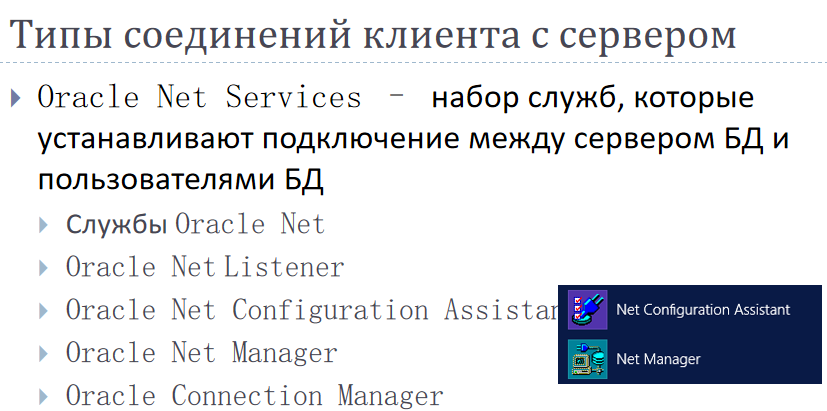 Типы соединений клиента с сервером
Oracle Net Services – набор служб, которые
устанавливают подключение между сервером БД и
пользователями БД
Службы Oracle Net
Oracle Net Listener
Oracle Net Configuration Assistan
Net Configuration Assistant
Oracle Net Manager
Net Manager
Oracle Connection Manager